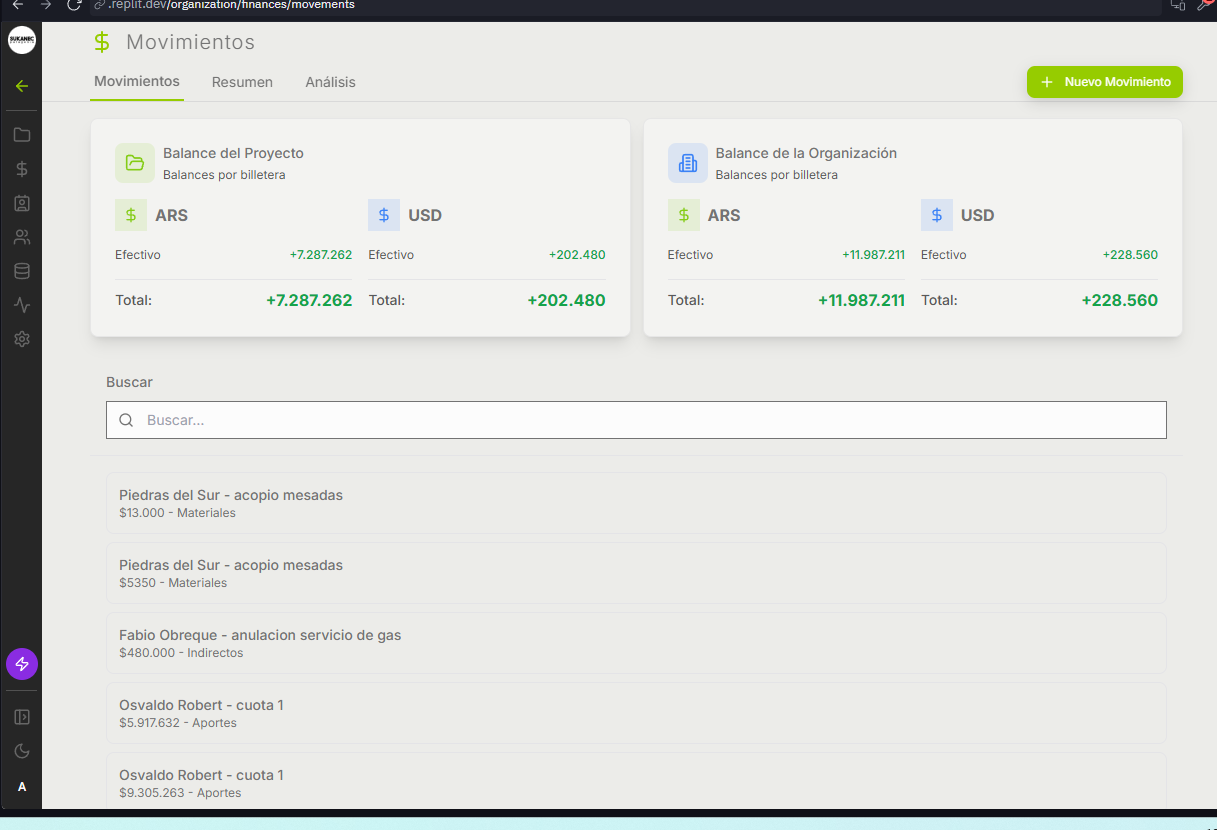 .replit.dev/organization/finances/movements
SUKANEC
Movimientos
Movimientos Resumen Análisis
Nuevo Movimiento
Balance del Proyecto
Balances por billetera
$ ARS
$ USD
Efectivo +7.287.262
Efectivo +202.480
Total: +7.287.262
Total: +202.480
Balance de la Organización
Balances por billetera
$ ARS
$ USD
Efectivo +11.987.211
Efectivo +228.560
Total: +11.987.211
Total: +228.560
Buscar
Buscar...
Piedras del Sur - acopio mesadas
$13.000 - Materiales
Piedras del Sur - acopio mesadas
$5350 - Materiales
Fabio Obreque - anulacion servicio de gas
$480.000 - Indirectos
Osvaldo Robert - cuota 1
$5.917.632 - Aportes
Osvaldo Robert - cuota 1
$9.305.263 - Aportes
A